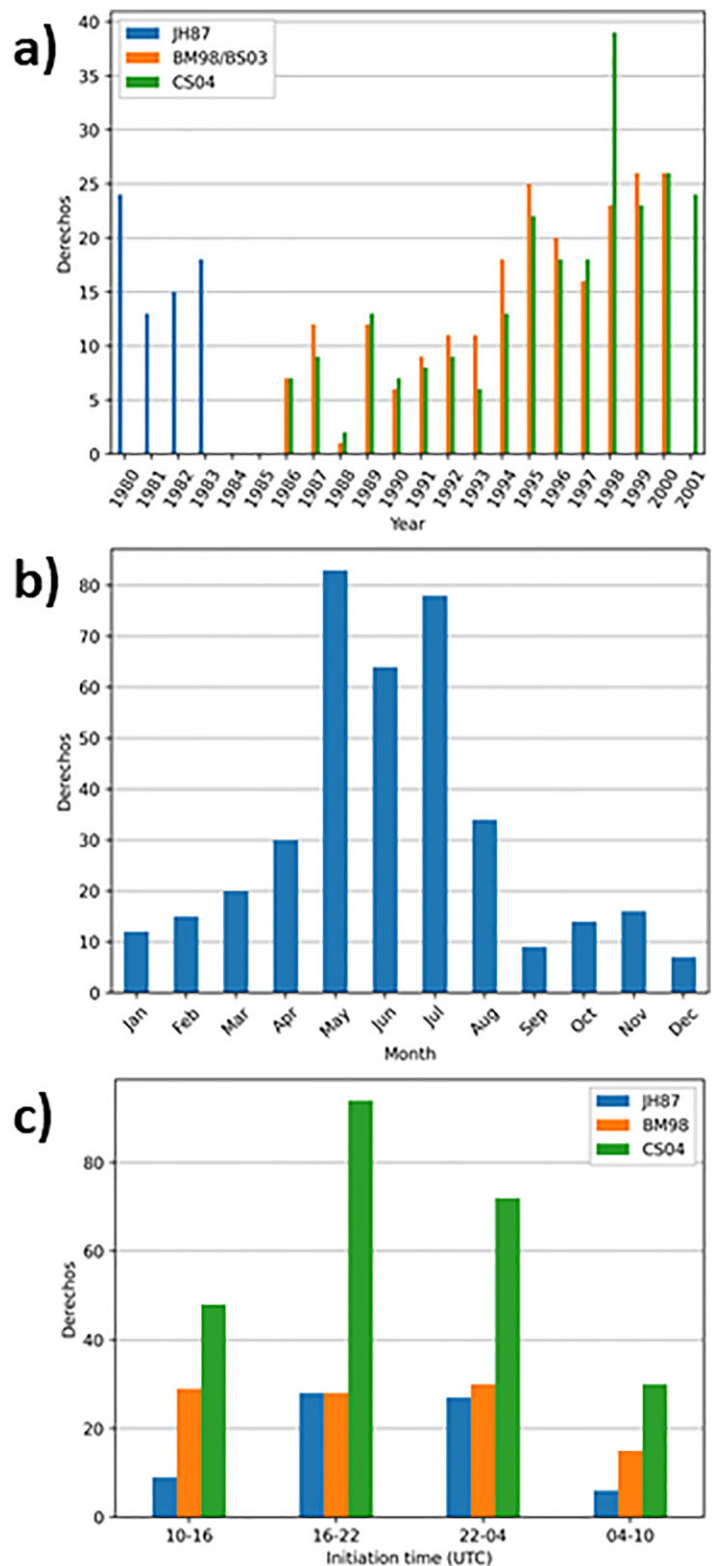 a)
JH87
BM98/BS03
CS04
40
35
30
25
20
15
10
5
0
Derechos
1980 1981 1982 1983 1984 1985 1986 1987 1988 1989 1990 1991 1992 1993 1994 1995 1996 1997 1998 1999 2000 2001
Year
b)
80
70
60
50
40
30
20
10
0
Derechos
Jan Feb Mar Apr May Jun Jul Aug Sep Oct Nov Dec
Month
c)
JH87
BM98
CS04
80
60
40
20
0
Derechos
10-16 16-22 22-04 04-10
Initiation time (UTC)